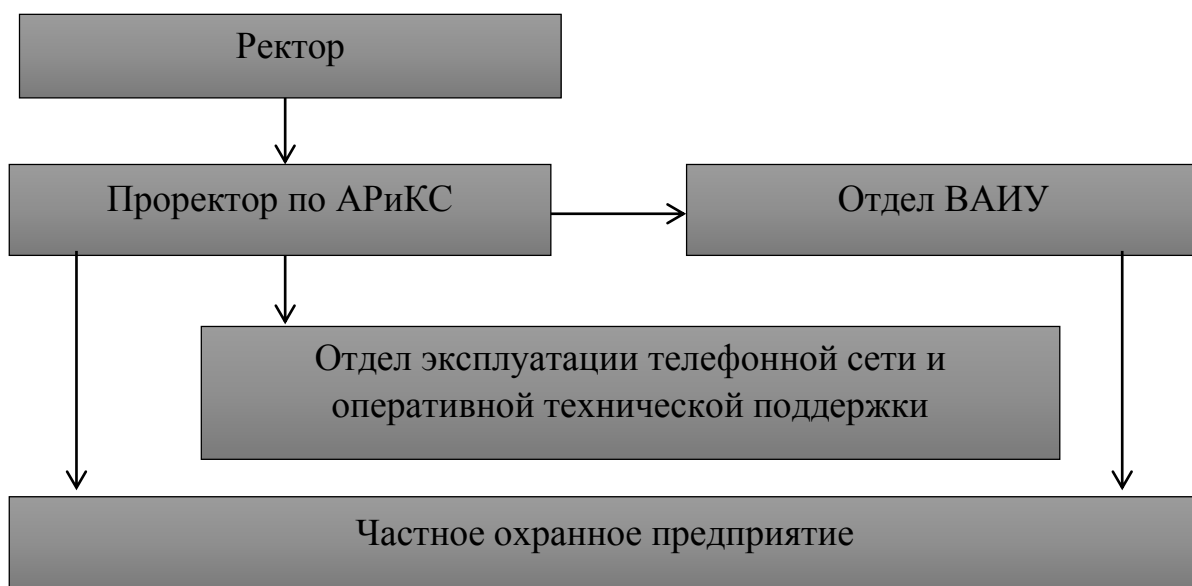 Ректор
Проректор по АРиКС
Отдел ВАИУ
Отдел эксплуатации телефонной сети и
оперативной технической поддержки
Частное охранное предприятие